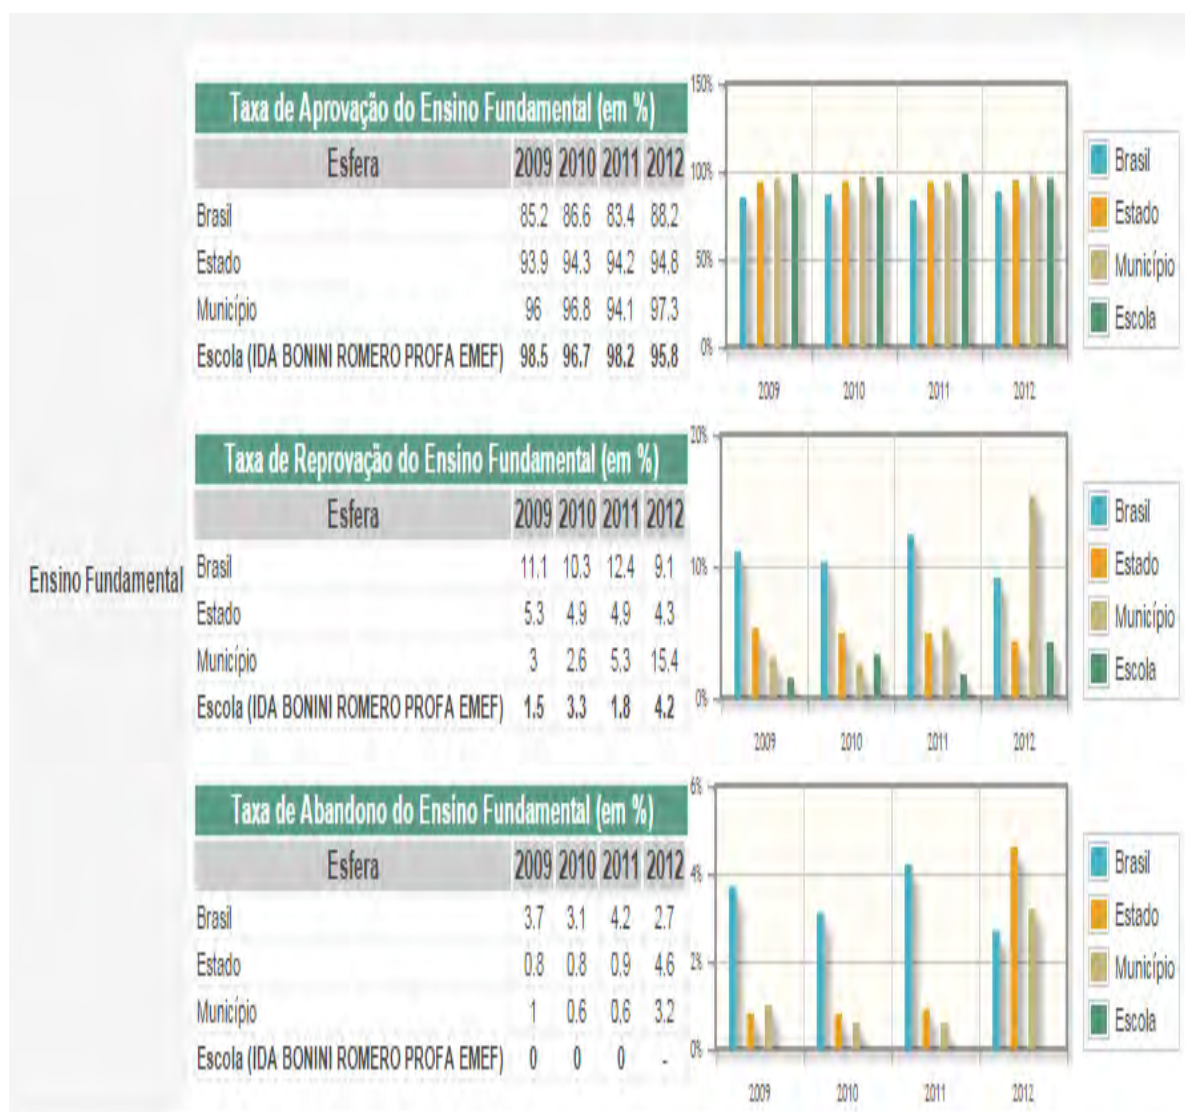 Ensino Fundamental
Taxa de Aprovação do Ensino Fundamental (em %)
Esfera 2009 2010 2011 2012
Brasil 85.2 86.6 83.4 88.2
Estado 93.9 94.3 94.2 94.8
Município 96 96.8 94.1 97.3
Escola (IDA BONINI ROMERO PROFA EMEF) 98.5 96.7 98.2 95.8
150%
100%
50%
0%
2009 2010 2011 2012
Brasil
Estado
Município
Escola
Taxa de Reprovação do Ensino Fundamental (em %)
Esfera 2009 2010 2011 2012
Brasil 11.1 10.3 12.4 9.1
Estado 5.3 4.9 4.9 4.3
Município 3 2.6 5.3 15.4
Escola (IDA BONINI ROMERO PROFA EMEF) 1.5 3.3 1.8 4.2
20%
10%
0%
2009 2010 2011 2012
Brasil
Estado
Município
Escola
Taxa de Abandono do Ensino Fundamental (em %)
Esfera 2009 2010 2011 2012
Brasil 3.7 3.1 4.2 2.7
Estado 0.8 0.8 0.9 4.6
Município 1 0.6 0.6 3.2
Escola (IDA BONINI ROMERO PROFA EMEF) 0 0 0 -
6%
4%
2%
0%
2009 2010 2011 2012
Brasil
Estado
Município
Escola